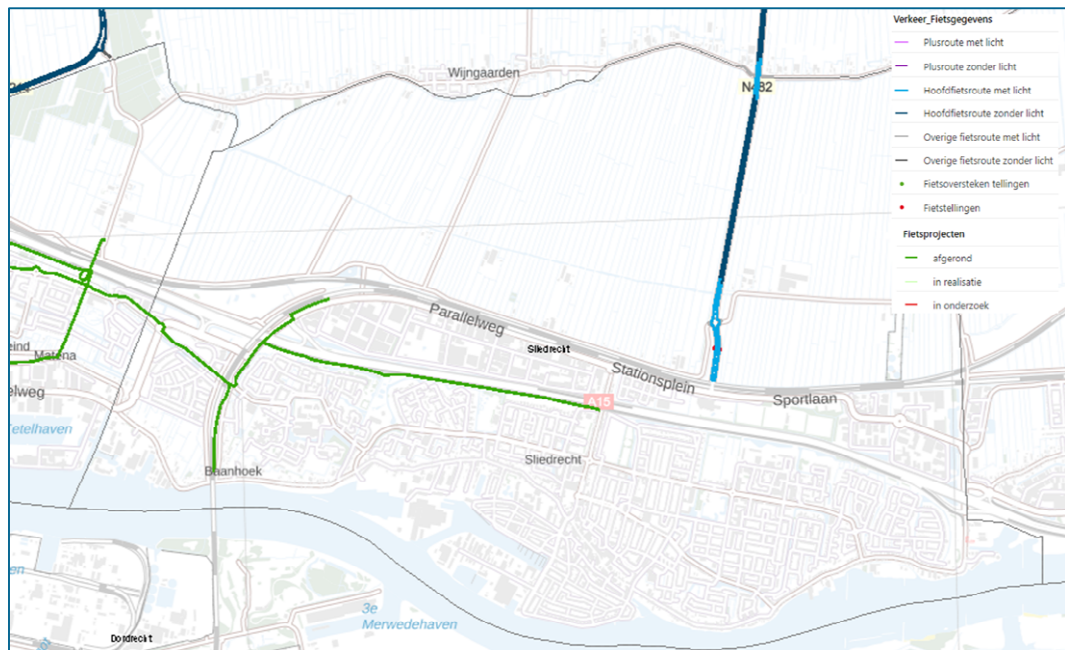 Verkeer_Fietsgegevens
Plusroute met licht
Plusroute zonder licht
Hoofdfietsroute met licht
Hoofdfietsroute zonder licht
Overige fietsroute met licht
Overige fietsroute zonder licht
Fietsoversteken tellingen
Fietstellingen
Fietsprojecten
afgerond
in realisatie
in onderzoek
Wijngaarden
N482
Parallelweg
Sliedrecht
Stationsplein
A15
Sportlaan
eind
Matena
elweg
etelhaven
Baanhoek
Sliedrecht
3e
Merwedehaven
Dordrecht